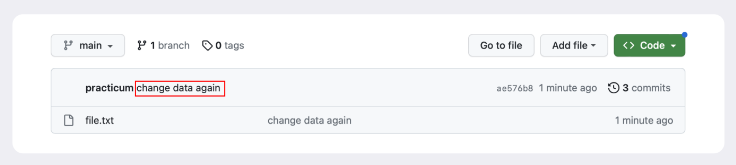 main 1 branch 0 tags Go to file Add file <> Code
practicum change data again ae576b8 1 minute ago 3 commits
file.txt change data again 1 minute ago